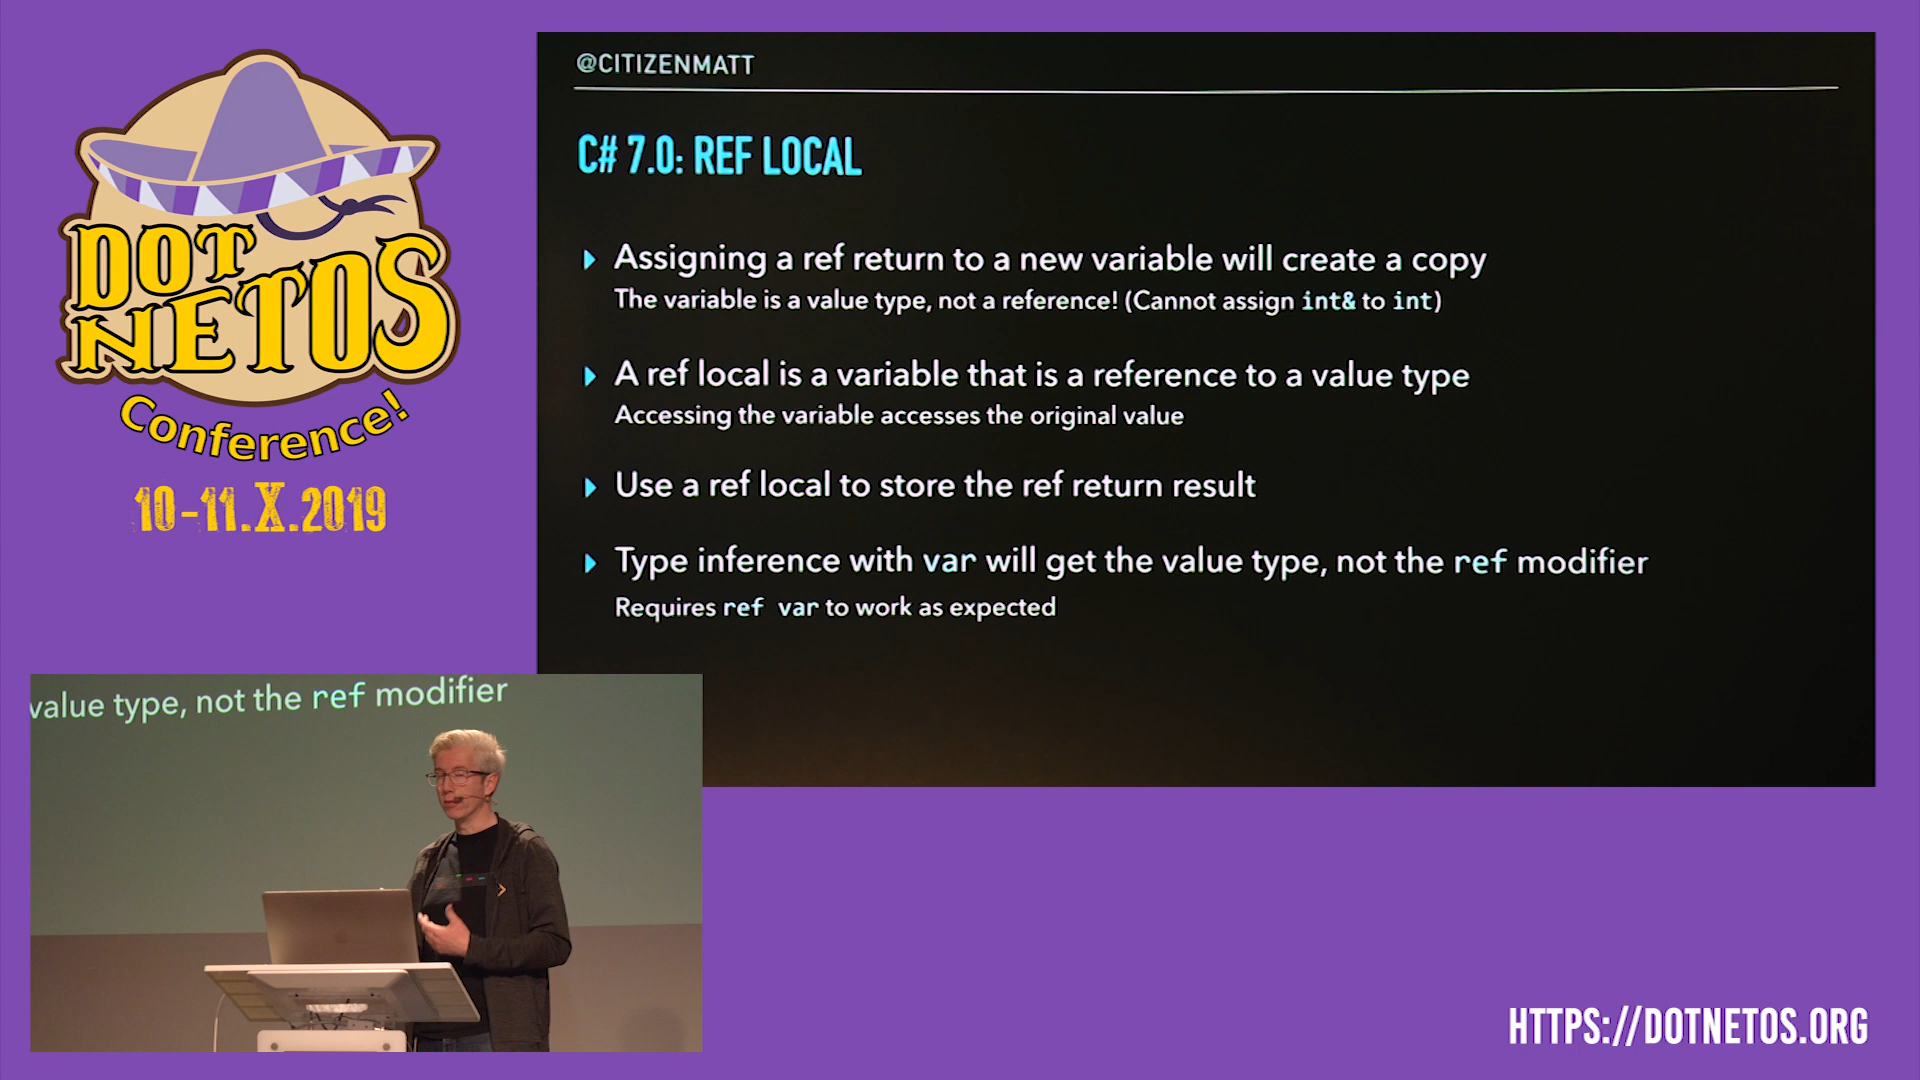 DOT
NETOS
Conference!
10-11.X.2019
@CITIZENMATT
C# 7.0: REF LOCAL
Assigning a ref return to a new variable will create a copy
The variable is a value type, not a reference! (Cannot assign int& to int)
A ref local is a variable that is a reference to a value type
Accessing the variable accesses the original value
Use a ref local to store the ref return result
Type inference with var will get the value type, not the ref modifier
Requires ref var to work as expected
value type, not the ref modifier
HTTPS://DOTNETOS.ORG